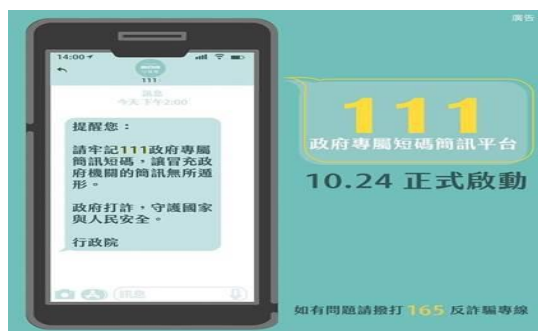 廣告
14:00
111
訊息
今天 下午2:00
提醒您：
請牢記111政府專屬
簡訊短碼，讓冒充政
府機關的簡訊無所遁
形。
政府打詐，守護國家
與人民安全。
行政院
訊息
111
政府專屬短碼簡訊平台
10.24 正式啟動
如有問題請撥打 165 反詐騙專線